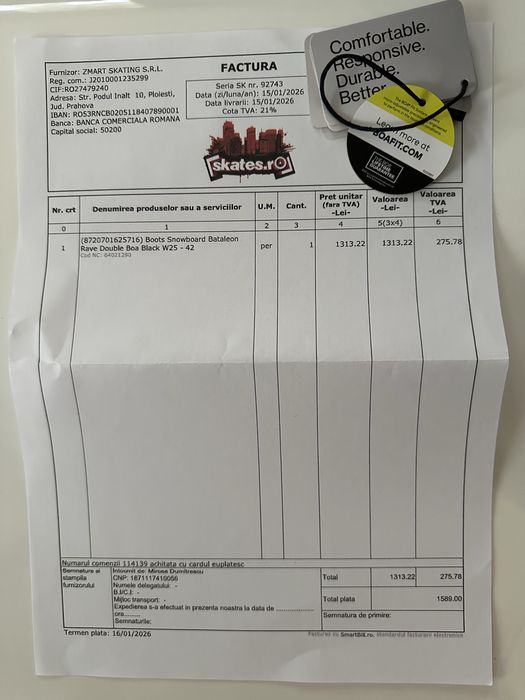 Furnizor: ZMART SKATING S.R.L.
Reg. com.: J2010001235299
CIF:RO27479240
Adresa: Str. Podul Inalt 10, Ploiesti,
Jud. Prahova
IBAN: RO53RNCB0205118407890001
Banca: BANCA COMERCIALA ROMANA
Capital social: 50200
FACTURA
Seria SK nr. 92743
Data (zi/luna/an): 15/01/2026
Data livrarii: 15/01/2026
Cota TVA: 21%
skates.ro
Comfortable.
Responsive.
Durable.
Better
Learn more at
BOAFIT.COM
Nr. crt Denumirea produselor sau a serviciilor U.M. Cant. Pret unitar (fara TVA) -Lei- Valoarea -Lei- Valoarea TVA -Lei-
0 1 2 3 4 5(3x4) 6
1 (8720701625716) Boots Snowboard Bataleon per 1 1313.22 1313.22 275.78
Rave Double Boa Black W25 - 42
Cod NC: 64021290
Numarul comenzii 114139 achitata cu cardul euplatesc
Semnatura si
stampila
furnizorului
Intocmit de: Mircea Dumitrescu
CNP: 1871117410056
Numele delegatului: -
B.I/C.I: -
Mijloc transport: -
Expedierea s-a efectuat in prezenta noastra la data de ................
ora.........
Semnaturile:
Total 1313.22 275.78
Total plata 1589.00
Semnatura de primire:
Termen plata: 16/01/2026
Facturez cu SmartBill.ro, standardul facturare electronica